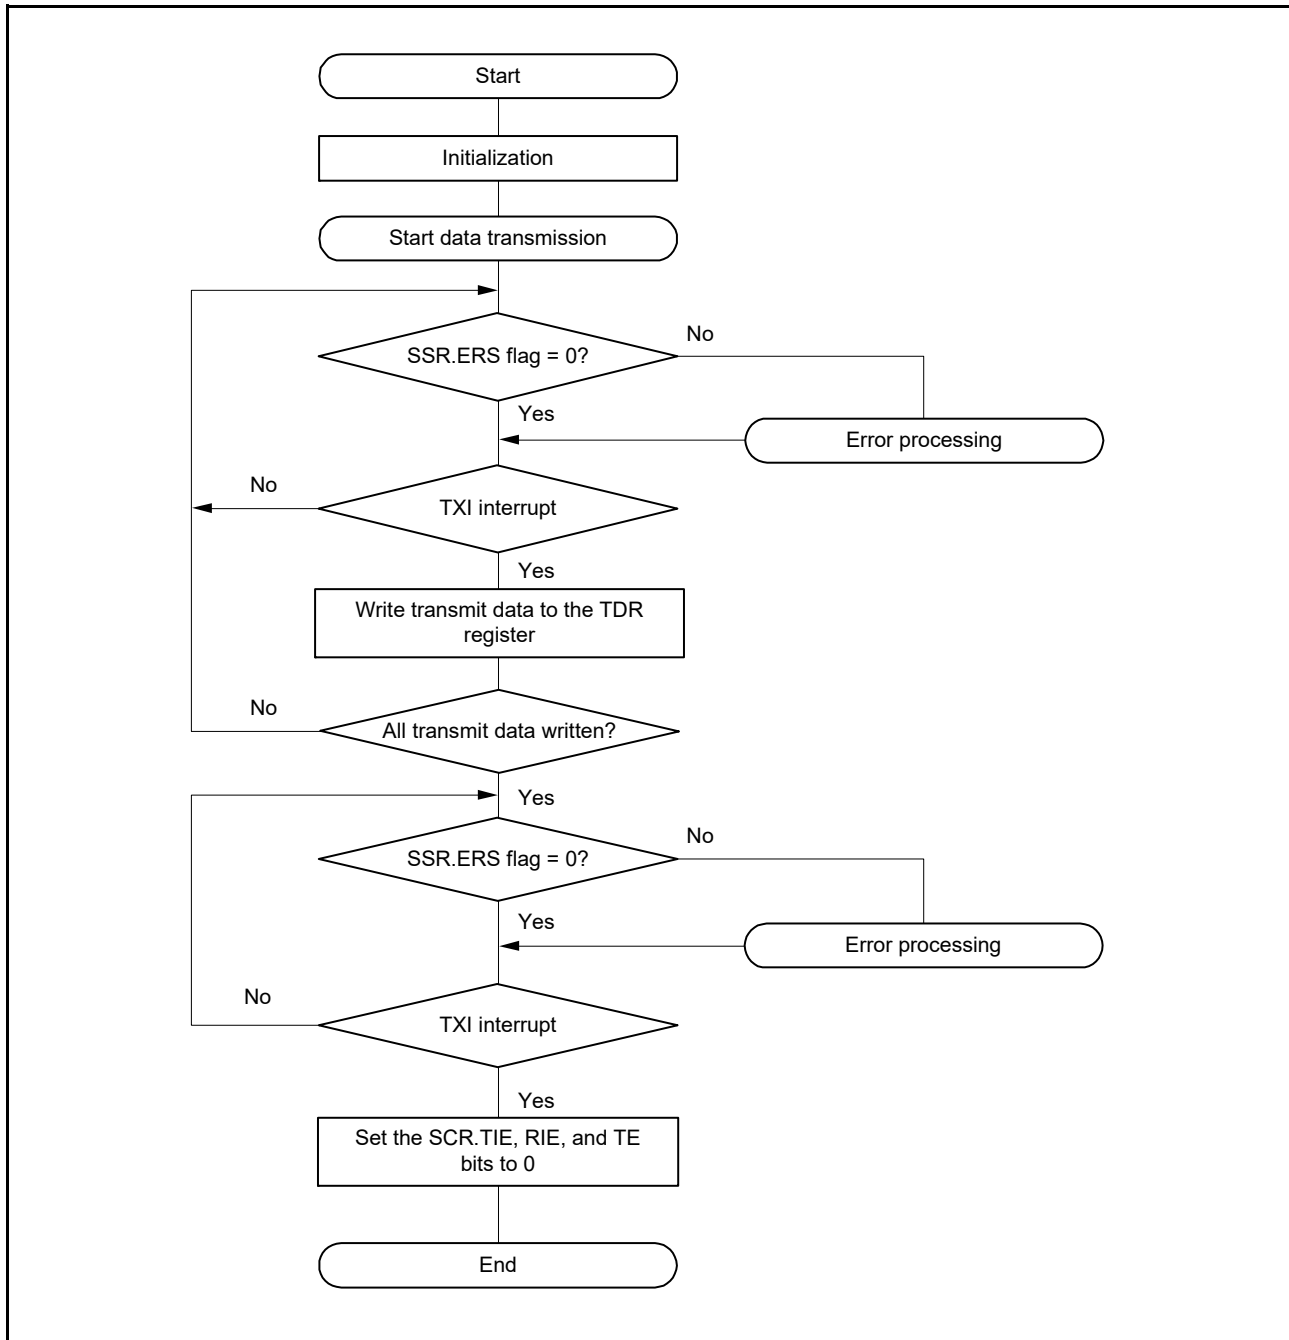 Start
Initialization
Start data transmission
SSR.ERS flag = 0?
No
Yes
Error processing
No
TXI interrupt
Yes
Write transmit data to the TDR
register
No
All transmit data written?
Yes
SSR.ERS flag = 0?
No
Yes
Error processing
No
TXI interrupt
Yes
Set the SCR.TIE, RIE, and TE
bits to 0
End